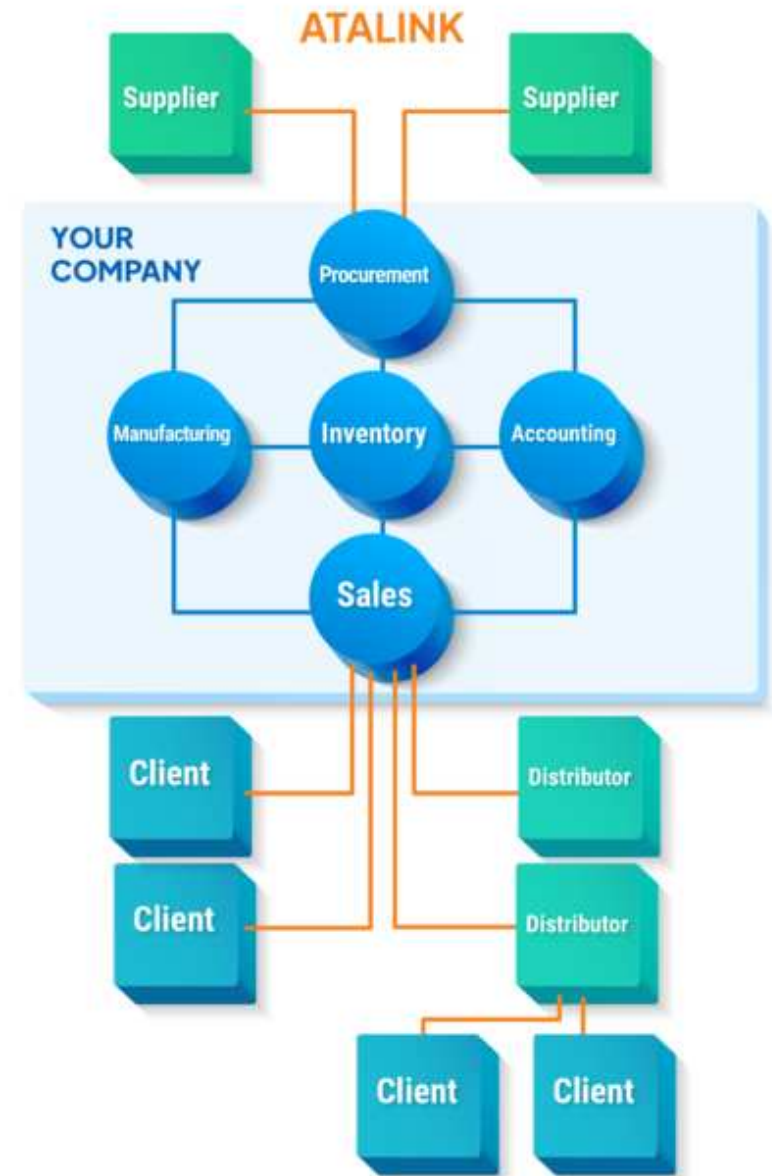 ATALINK
Supplier
Supplier
YOUR
COMPANY
Procurement
Manufacturing
Inventory
Accounting
Sales
Client
Distributor
Client
Distributor
Client
Client